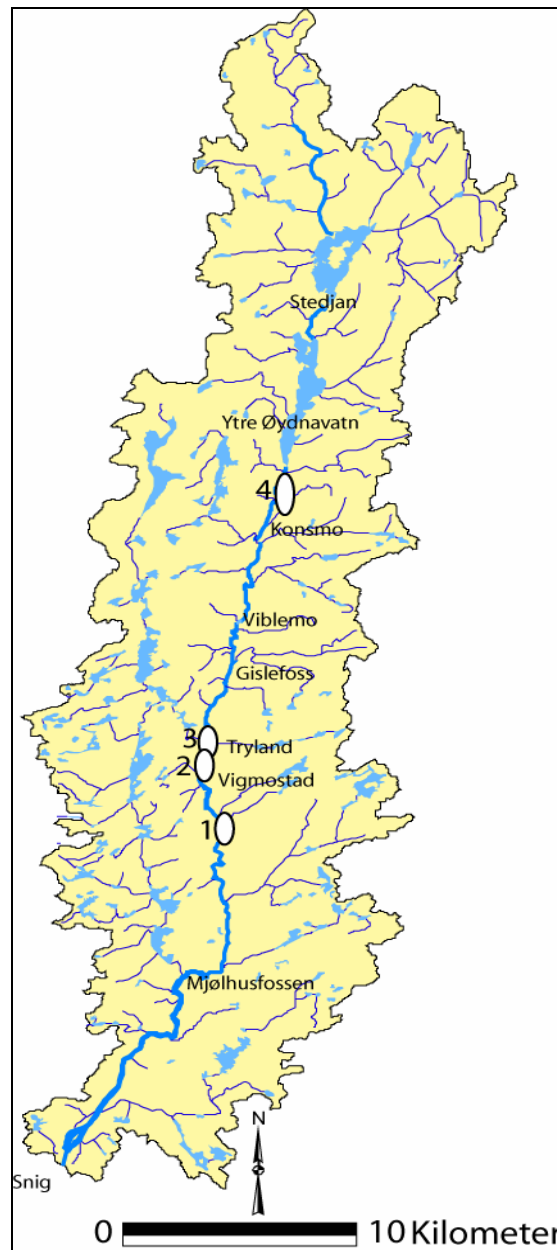 Stedjan
Ytre Øydnavatn
4
Konsmo
Viblemo
Gislefoss
3
Tryland
2
Vigmostad
1
Mjølhusfossen
N
Snig
0 10 Kilometer